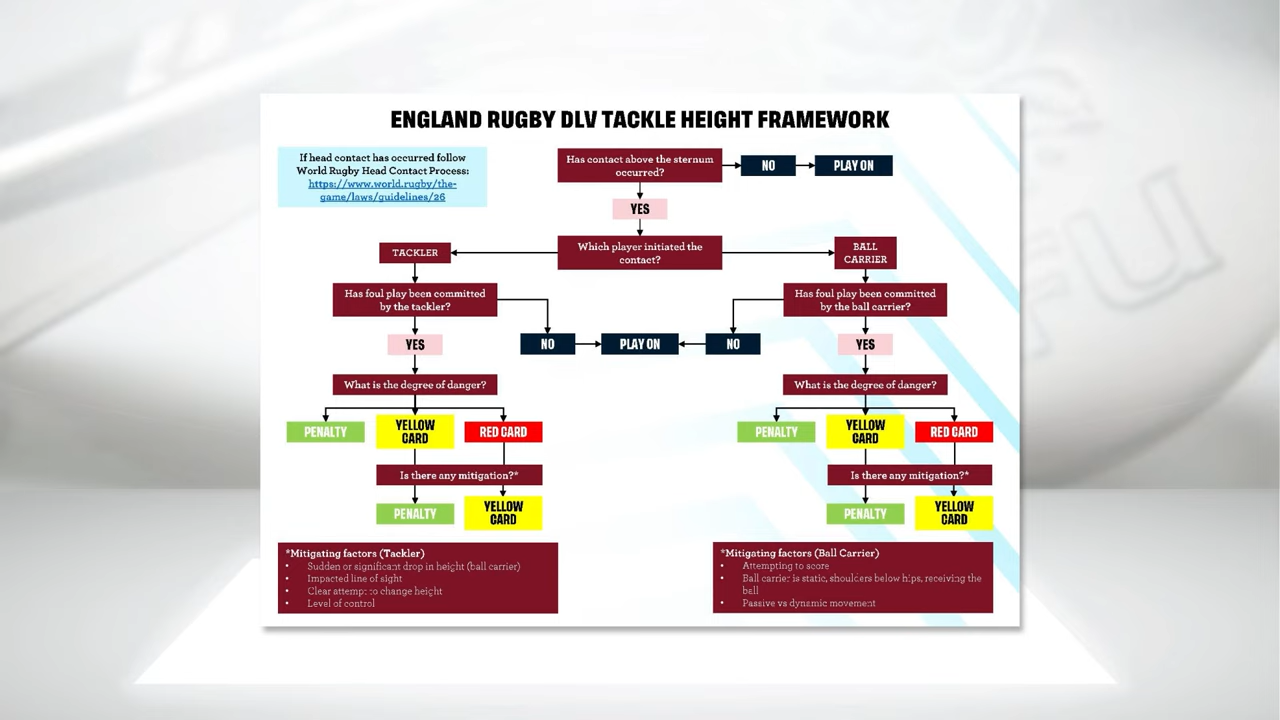 ENGLAND RUGBY DLV TACKLE HEIGHT FRAMEWORK
If head contact has occurred follow
World Rugby Head Contact Process:
https://www.world.rugby/the-
game/laws/guidelines/26
Has contact above the sternum
occurred?
NO
PLAY ON
YES
Which player initiated the
contact?
TACKLER
BALL
CARRIER
Has foul play been committed
by the tackler?
Has foul play been committed
by the ball carrier?
NO
PLAY ON
NO
YES
YES
What is the degree of danger?
What is the degree of danger?
PENALTY
YELLOW
CARD
RED CARD
PENALTY
YELLOW
CARD
RED CARD
Is there any mitigation?*
Is there any mitigation?*
PENALTY
YELLOW
CARD
PENALTY
YELLOW
CARD
*Mitigating factors (Tackler)
• Sudden or significant drop in height (ball carrier)
• Impacted line of sight
• Clear attempt to change height
• Level of control
*Mitigating factors (Ball Carrier)
• Attempting to score
• Ball carrier is static, shoulders below hips, receiving the
ball
• Passive vs dynamic movement